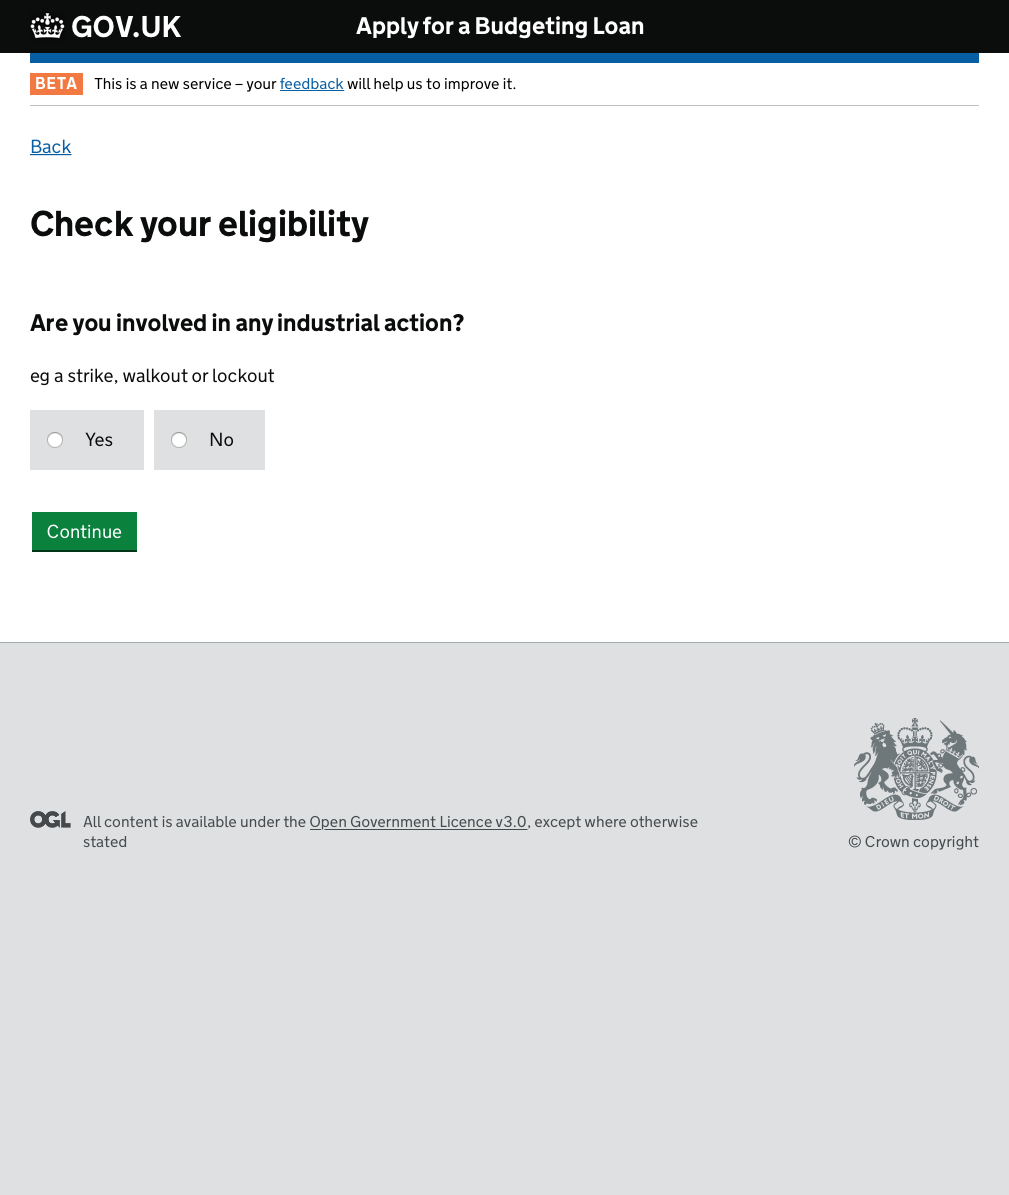 GOV.UK
Apply for a Budgeting Loan
BETA
This is a new service – your feedback will help us to improve it.
Back
Check your eligibility
Are you involved in any industrial action?
eg a strike, walkout or lockout
Yes
No
Continue
OGL
All content is available under the Open Government Licence v3.0, except where otherwise
stated
DIEU
ET MON
DROIT
© Crown copyright